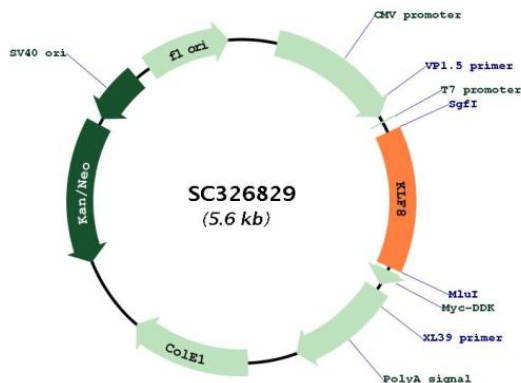 CMV promoter
VP1.5 primer
T7 promoter
SgfI
KLF8
MluI
Myc-DDK
XL39 primer
PolyA signal
ColE1
Kan/Neo
SV40 ori
f1 ori
SC326829
(5.6 kb)